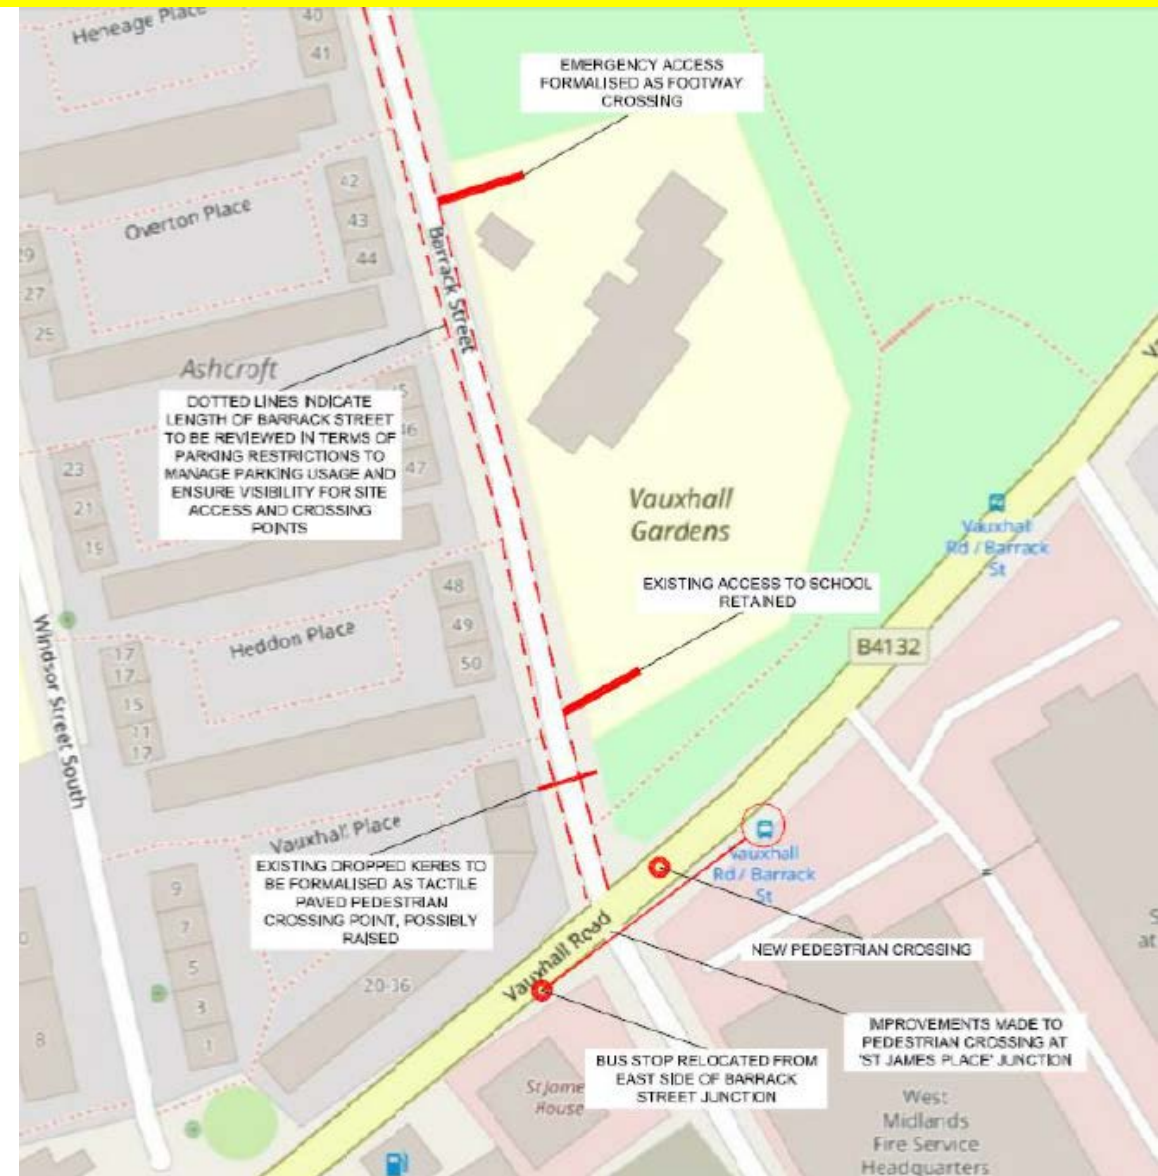 Heneage Place
40
41
EMERGENCY ACCESS
FORMALISED AS FOOTWAY
CROSSING
42
Overton Place
43
44
29
27
25
Barrack Street
Ashcroft
DOTTED LINES INDICATE
LENGTH OF BARRACK STREET
TO BE REVIEWED IN TERMS OF
PARKING RESTRICTIONS TO
MANAGE PARKING USAGE AND
ENSURE VISIBILITY FOR SITE
ACCESS AND CROSSING
POINTS
46
47
23
21
19
Vauxhall
Gardens
Vauxhall
Rd / Barrack
St
EXISTING ACCESS TO SCHOOL
RETAINED
B4132
48
49
50
Heddon Place
Windsor Street South
17
17
15
11
17
Vauxhall Place
Vauxhall
Rd / Barrack
St
EXISTING DROPPED KERBS TO
BE FORMALISED AS TACTILE
PAVED PEDESTRIAN
CROSSING POINT, POSSIBLY
RAISED
9
7
5
3
1
8
20-36
Vauxhall Road
NEW PEDESTRIAN CROSSING
IMPROVEMENTS MADE TO
PEDESTRIAN CROSSING AT
'ST JAMES PLACE' JUNCTION
BUS STOP RELOCATED FROM
EAST SIDE OF BARRACK
STREET JUNCTION
St Jame
House
West
Midlands
Fire Service
Headquarters